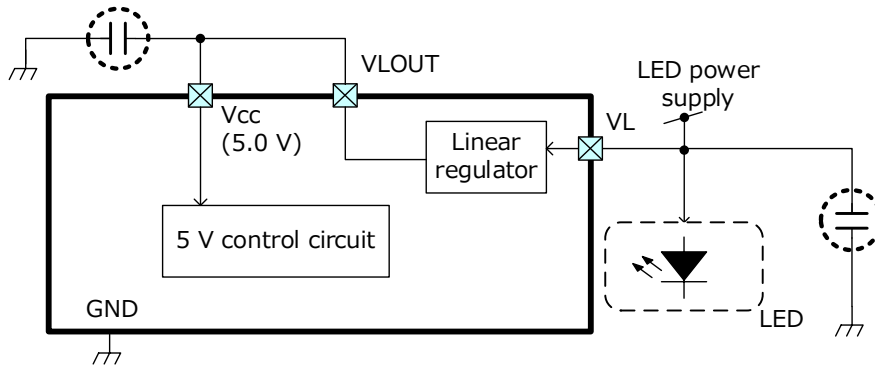 VLOUT
LED power
supply
Vcc
(5.0 V)
VL
Linear
regulator
5 V control circuit
GND
LED